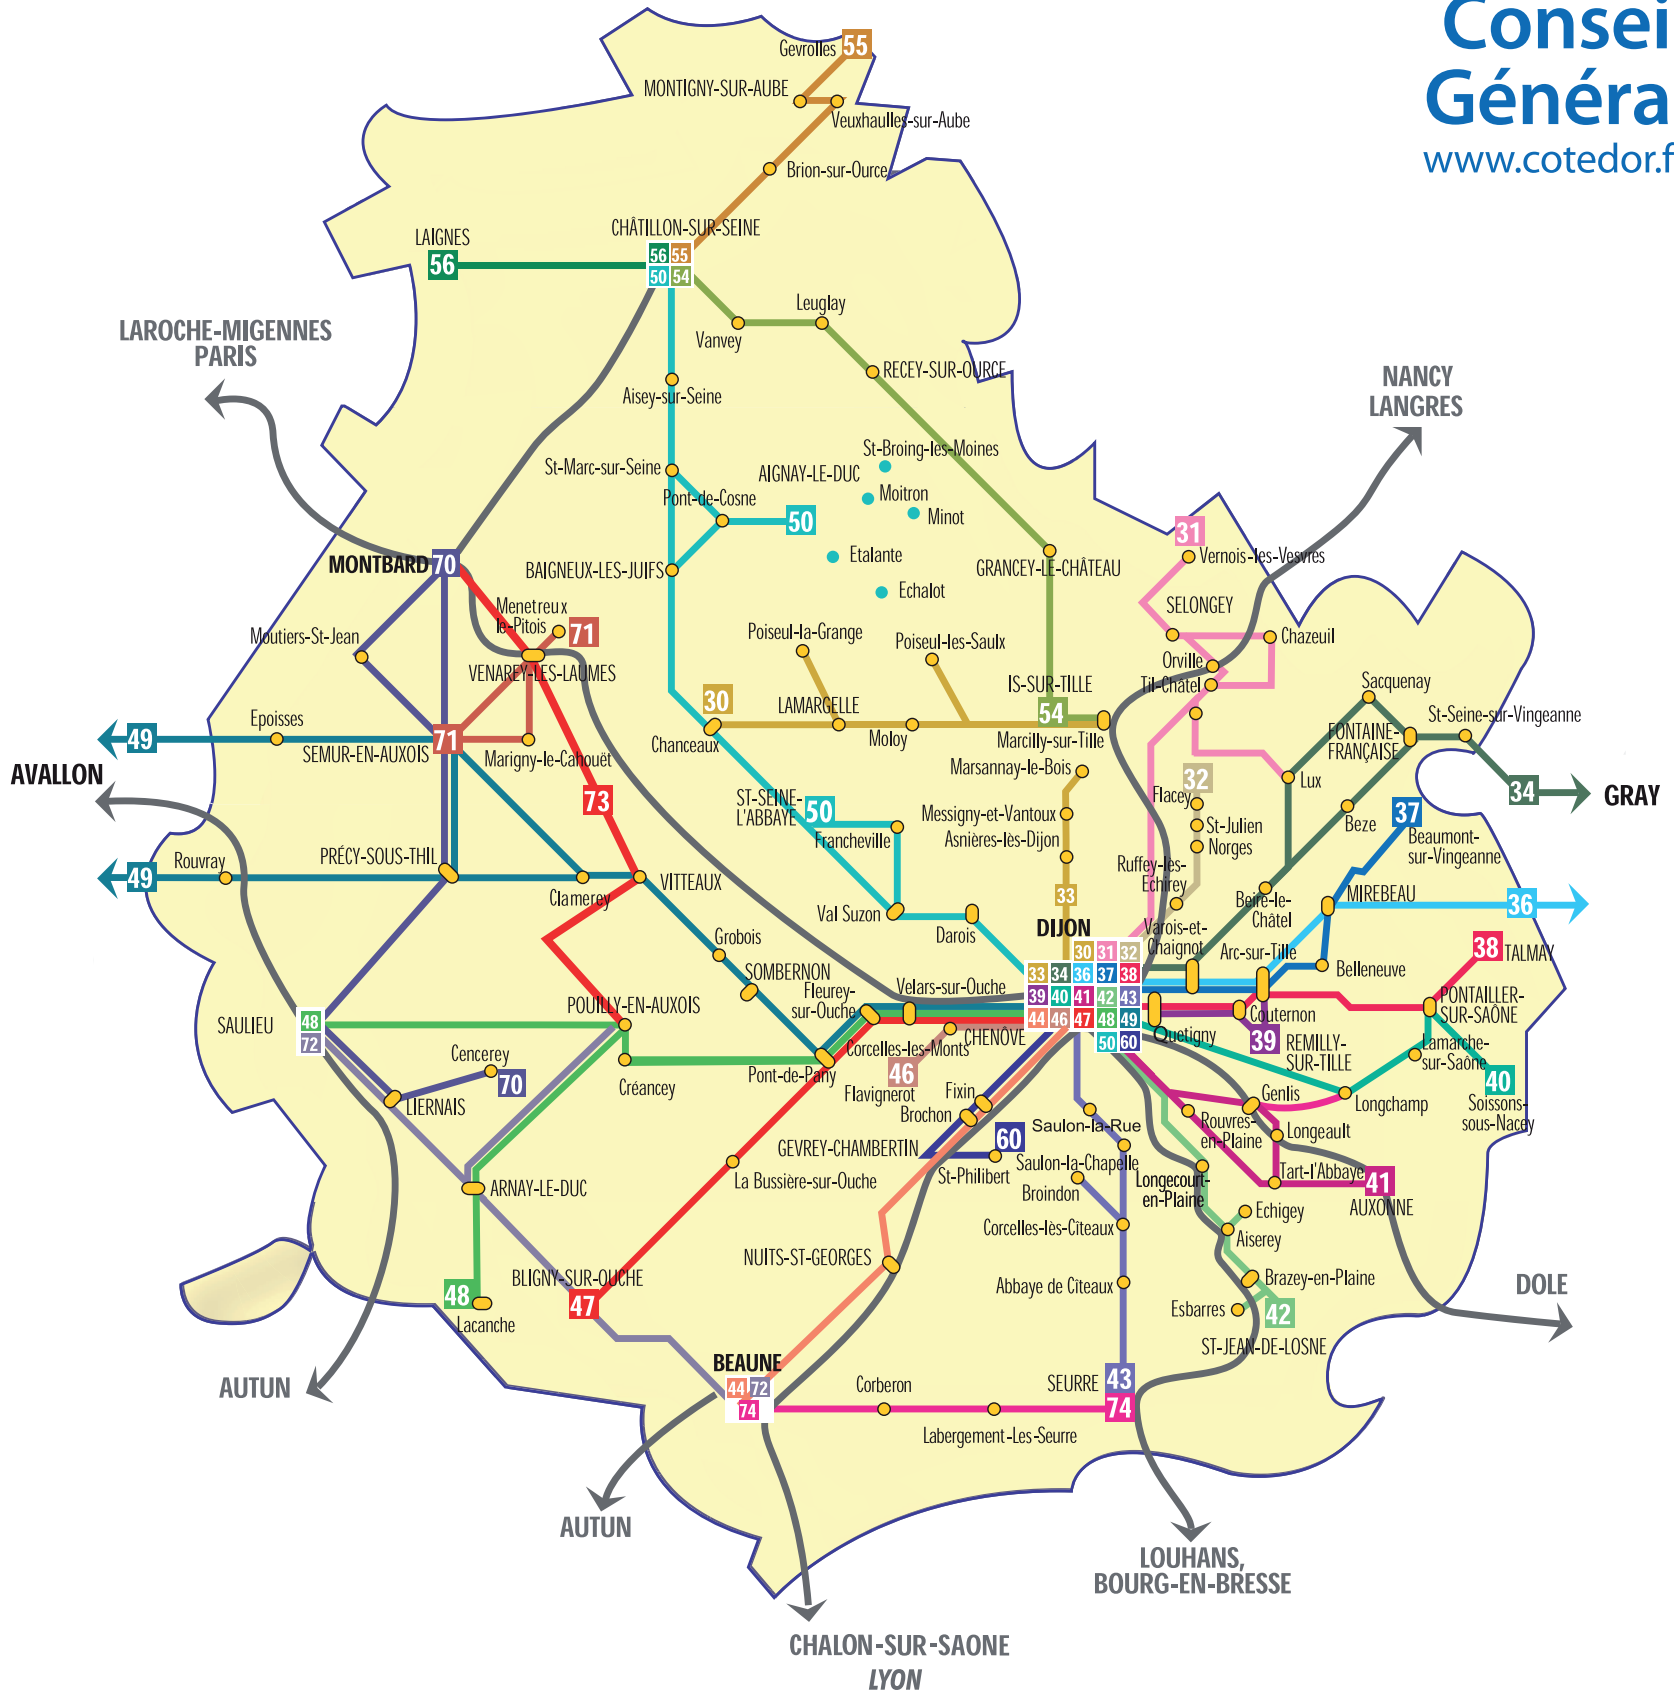 Consei
Généra
www.cotedor.f
Gevrolles
55
MONTIGNY-SUR-AUBE
Veuxhaulles-sur-Aube
Brion-sur-Ource
CHÂTILLON-SUR-SEINE
LAIGNES
56
56 55
50 54
Leuglay
Vanvey
LAROCHE-MIGENNES
PARIS
RECEY-SUR-OURCE
NANCY
LANGRES
Aisey-sur-Seine
St-Marc-sur-Seine
St-Broing-les-Moines
AIGNAY-LE-DUC
Pont-de-Cosne
Moitron
Minot
50
31
Etalante
Vernois-les-Vesvres
MONTBARD
70
BAIGNEUX-LES-JUIFS
GRANCEY-LE-CHÂTEAU
Echalot
Menetreux
le-Pitois
71
SELONGEY
Moutiers-St-Jean
Poiseul-la-Grange
Poiseul-les-Saulx
Chazeuil
VENAREY-LES-LAUMES
Orville
Til-Châtel
IS-SUR-TILLE
Sacquenay
30
LAMARGELLE
54
St-Seine-sur-Vingeanne
Epoisses
49
SEMUR-EN-AUXOIS
71
Marigny-le-Cahouët
Chanceaux
Moloy
Marcilly-sur-Tille
FONTAINE-
FRANÇAISE
AVALLON
Marsannay-le-Bois
32
Lux
34
GRAY
73
ST-SEINE-
L'ABBAYE
50
Francheville
Messigny-et-Vantoux
Asnières-lès-Dijon
Flacey
St-Julien
Norges
Beze
37
Beaumont-
sur-Vingeanne
Rouvray
49
PRÉCY-SOUS-THIL
Clamerey
VITTEAUX
Ruffey-lès-
Echirey
33
Beire-le-
Châtel
MIREBEAU
36
Val Suzon
Darois
DIJON
Varois-et-
Chaignot
Arc-sur-Tille
38
TALMAY
Grobois
SOMBERNON
30 31 32
33 34 36 37 38
39 40 41 42 43
44 46 47 48 49
50 60
Belleneuve
Fleurey-
sur-Ouche
Velars-sur-Ouche
PONTAILLER-
SUR-SAÔNE
POUILLY-EN-AUXOIS
SAULIEU
48
72
CHENÔVE
Quetigny
Couternon
39
REMILLY-
SUR-TILLE
Corcelles-les-Monts
Lamarche-
sur-Saône
Cencerey
70
Créancey
Pont-de-Pany
46
Flavignerot
40
Soissons-
sous-Nacey
LIERNAIS
Fixin
Brochon
Genlis
Longchamp
Rouvres-
en-Plaine
Saulon-la-Rue
Longeault
GEVREY-CHAMBERTIN
60
St-Philibert
Saulon-la-Chapelle
Broindon
Longecourt-
en-Plaine
Tart-l'Abbaye
41
AUXONNE
La Bussière-sur-Ouche
ARNAY-LE-DUC
Echigey
Corcelles-lès-Cîteaux
Aiserey
NUITS-ST-GEORGES
BLIGNY-SUR-OUCHE
47
Abbaye de Cîteaux
Brazey-en-Plaine
Esbarres
42
ST-JEAN-DE-LOSNE
DOLE
48
Lacanche
BEAUNE
44 72
74
Corberon
SEURRE
43
74
AUTUN
Labergement-Les-Seurre
AUTUN
LOUHANS,
BOURG-EN-BRESSE
CHALON-SUR-SAONE
LYON